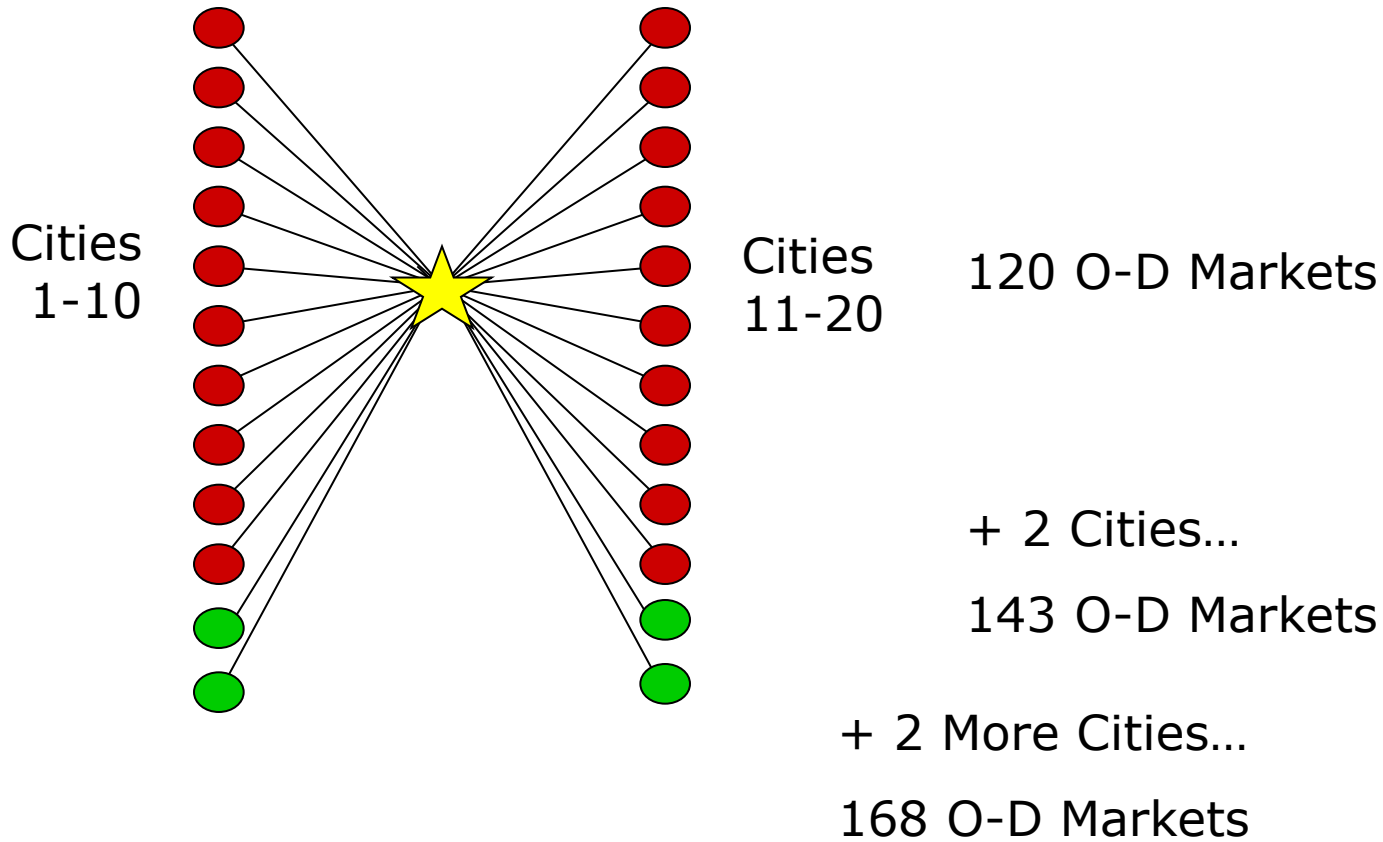 Cities
1-10
Cities
11-20
120 O-D Markets
+ 2 Cities…
143 O-D Markets
+ 2 More Cities…
168 O-D Markets